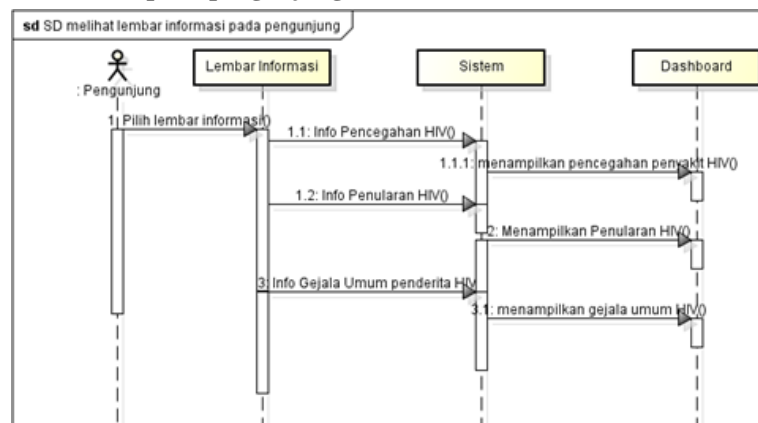 sd SD melihat lembar informasi pada pengunjung
Lembar Informasi
Sistem
Dashboard
: Pengunjung
1: Pilih lembar informasi()
1.1: Info Pencegahan HIV()
1.1.1: menampilkan pencegahan penyakit HIV()
1.2: Info Penularan HIV()
2: Menampilkan Penularan HIV()
3: Info Gejala Umum penderita HIV
3.1: menampilkan gejala umum HIV()